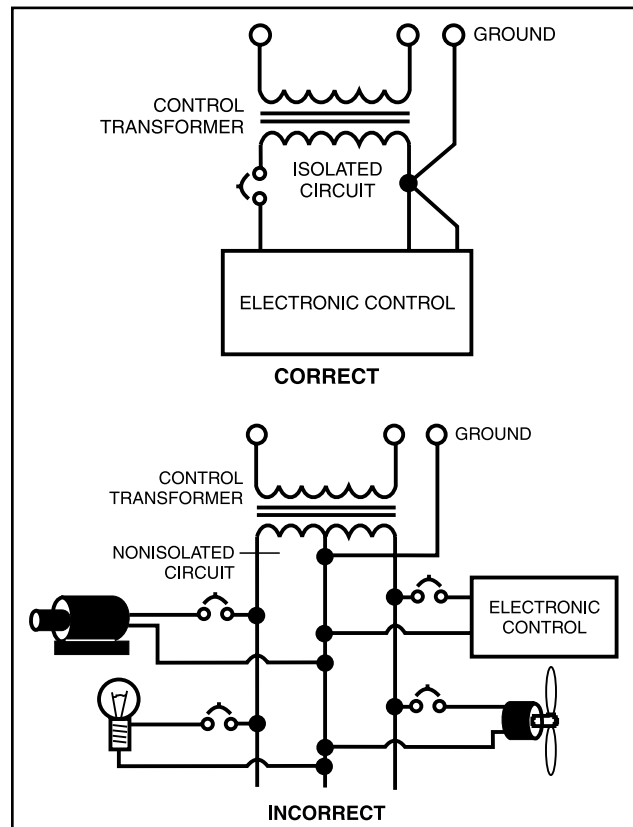 GROUND
CONTROL
TRANSFORMER
ISOLATED
CIRCUIT
ELECTRONIC CONTROL
CORRECT
GROUND
CONTROL
TRANSFORMER
NONISOLATED
CIRCUIT
ELECTRONIC
CONTROL
INCORRECT